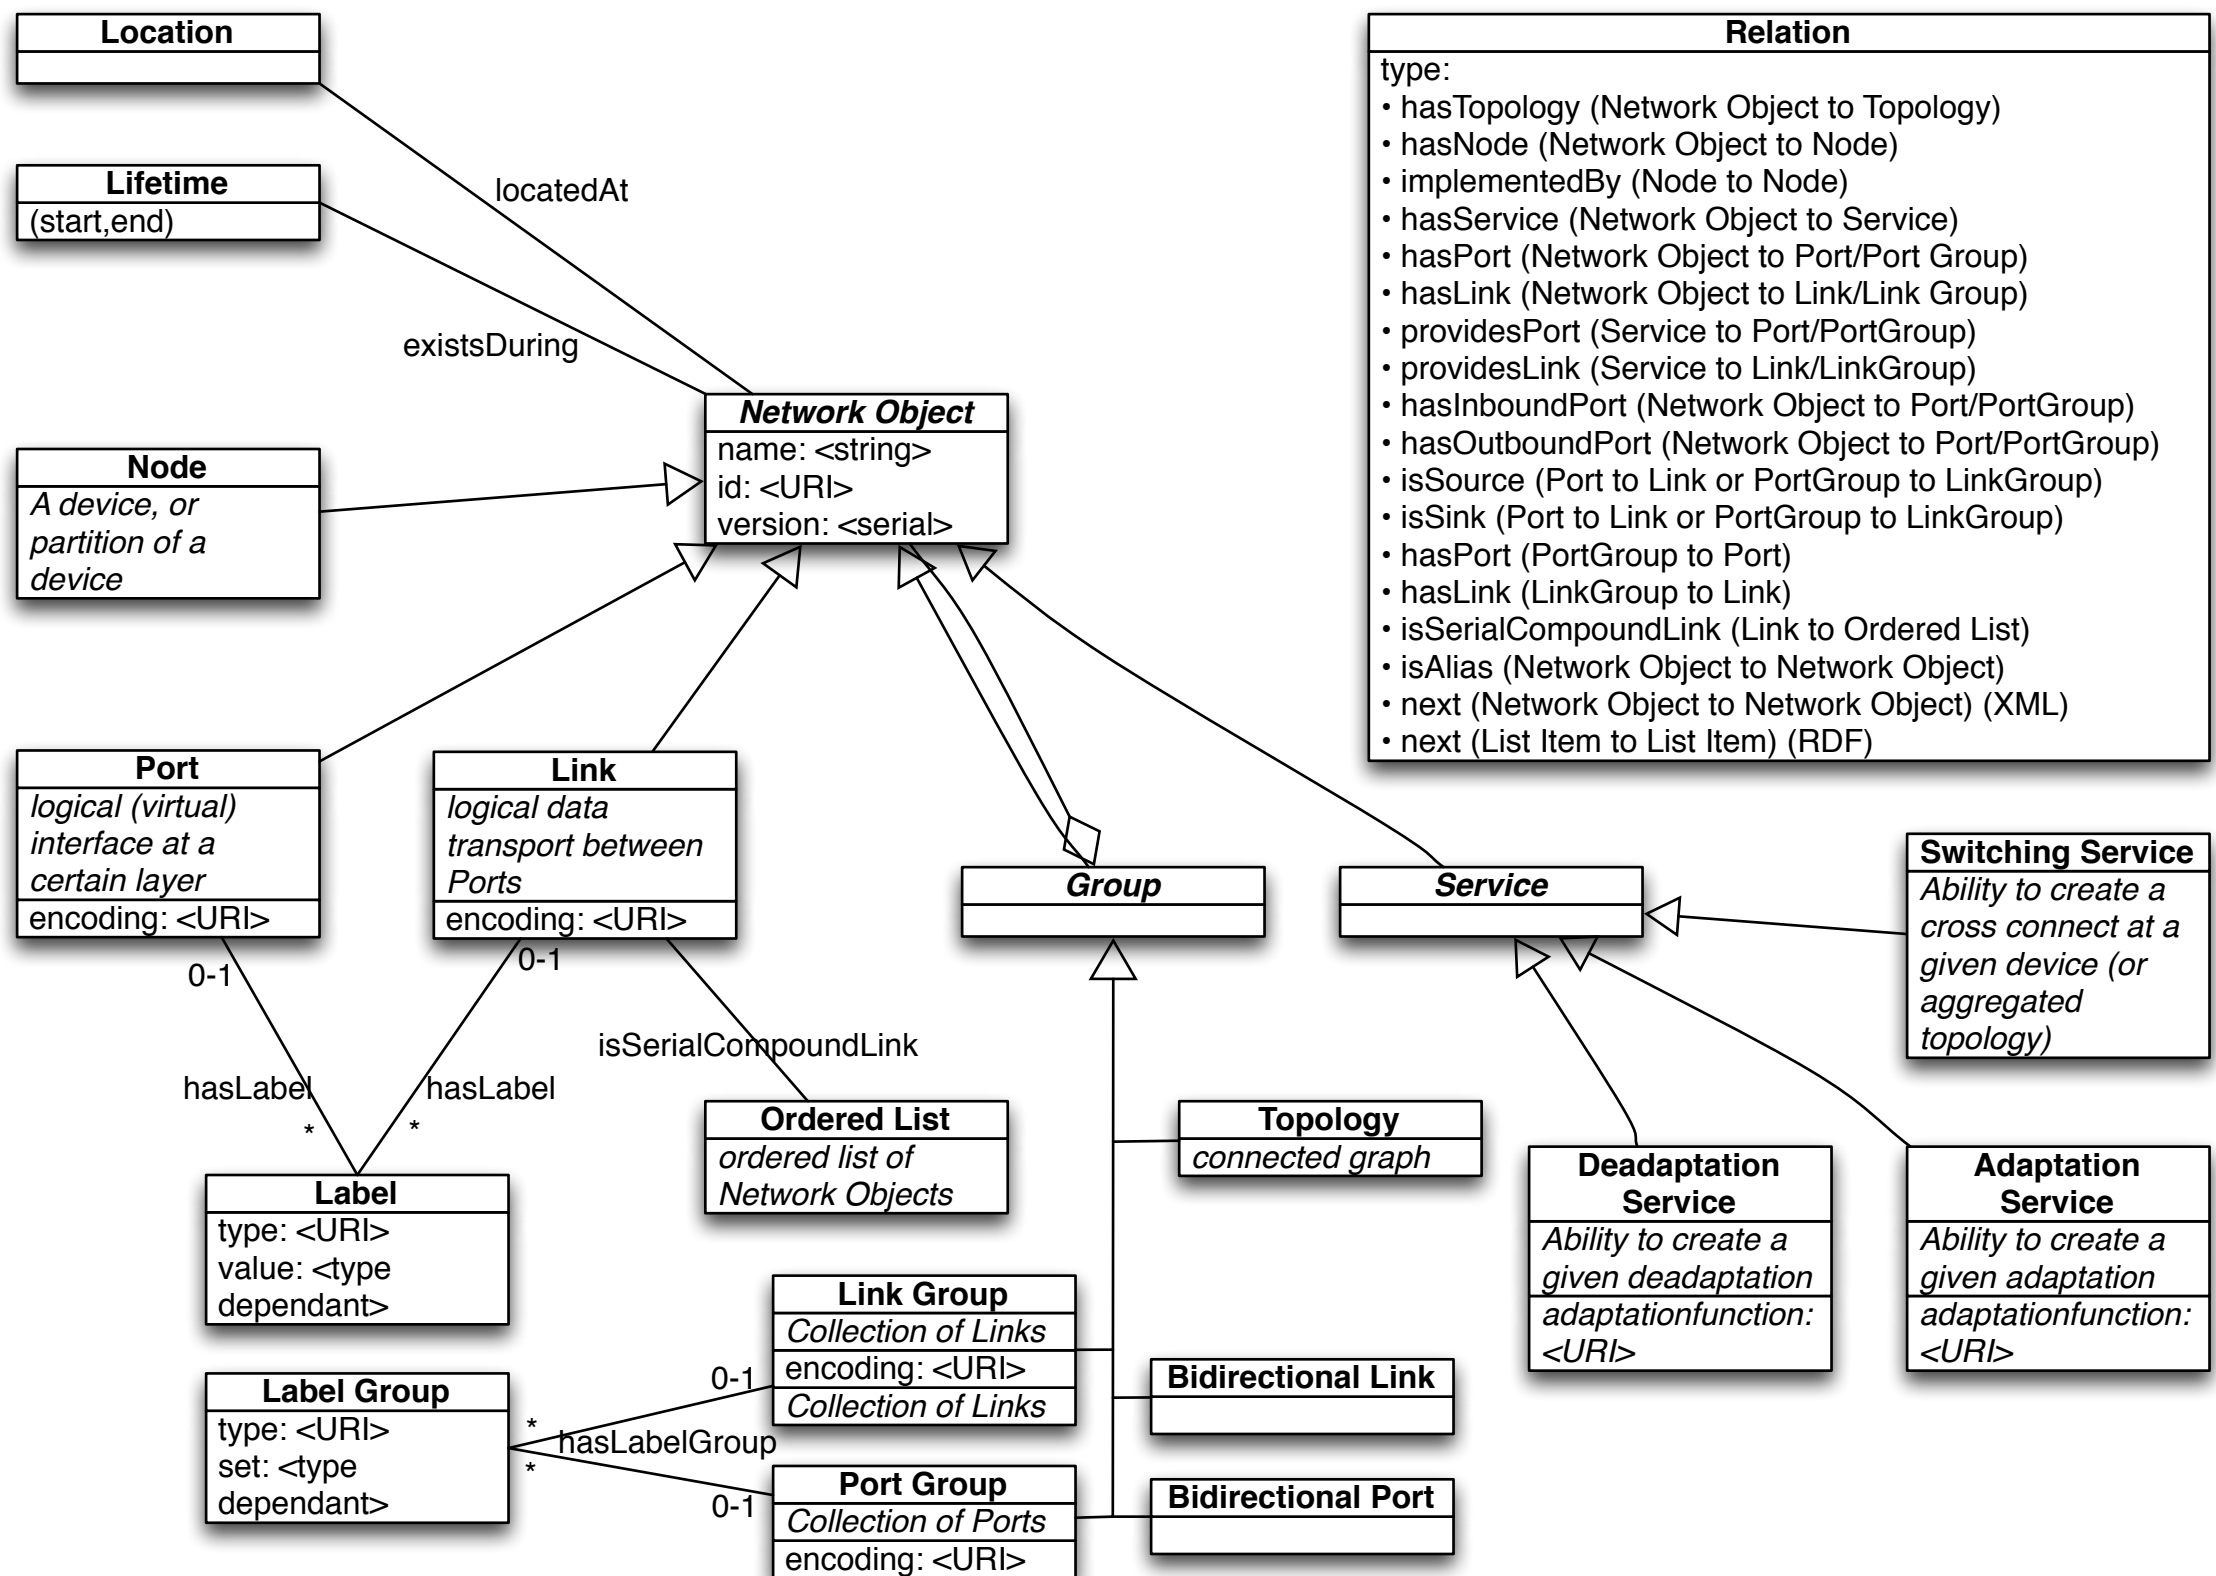 Location
Relation
type:
• hasTopology (Network Object to Topology)
• hasNode (Network Object to Node)
• implementedBy (Node to Node)
• hasService (Network Object to Service)
• hasPort (Network Object to Port/Port Group)
• hasLink (Network Object to Link/Link Group)
• providesPort (Service to Port/PortGroup)
• providesLink (Service to Link/LinkGroup)
• hasInboundPort (Network Object to Port/PortGroup)
• hasOutboundPort (Network Object to Port/PortGroup)
• isSource (Port to Link or PortGroup to LinkGroup)
• isSink (Port to Link or PortGroup to LinkGroup)
• hasPort (PortGroup to Port)
• hasLink (LinkGroup to Link)
• isSerialCompoundLink (Link to Ordered List)
• isAlias (Network Object to Network Object)
• next (Network Object to Network Object) (XML)
• next (List Item to List Item) (RDF)
Lifetime
(start,end)
locatedAt
existsDuring
Network Object
name: <string>
id: <URI>
version: <serial>
Node
A device, or
partition of a
device
Port
logical (virtual)
interface at a
certain layer
encoding: <URI>
Link
logical data
transport between
Ports
encoding: <URI>
Group
Service
Switching Service
Ability to create a
cross connect at a
given device (or
aggregated
topology)
0-1
0-1
isSerialCompoundLink
hasLabel
hasLabel
*
*
Ordered List
ordered list of
Network Objects
Topology
connected graph
Deadaptation
Service
Ability to create a
given deadaptation
adaptationfunction:
<URI>
Adaptation
Service
Ability to create a
given adaptation
adaptationfunction:
<URI>
Label
type: <URI>
value: <type
dependant>
Link Group
Collection of Links
encoding: <URI>
Collection of Links
Label Group
type: <URI>
set: <type
dependant>
0-1
*
hasLabelGroup
*
0-1
Bidirectional Link
Port Group
Collection of Ports
encoding: <URI>
Bidirectional Port